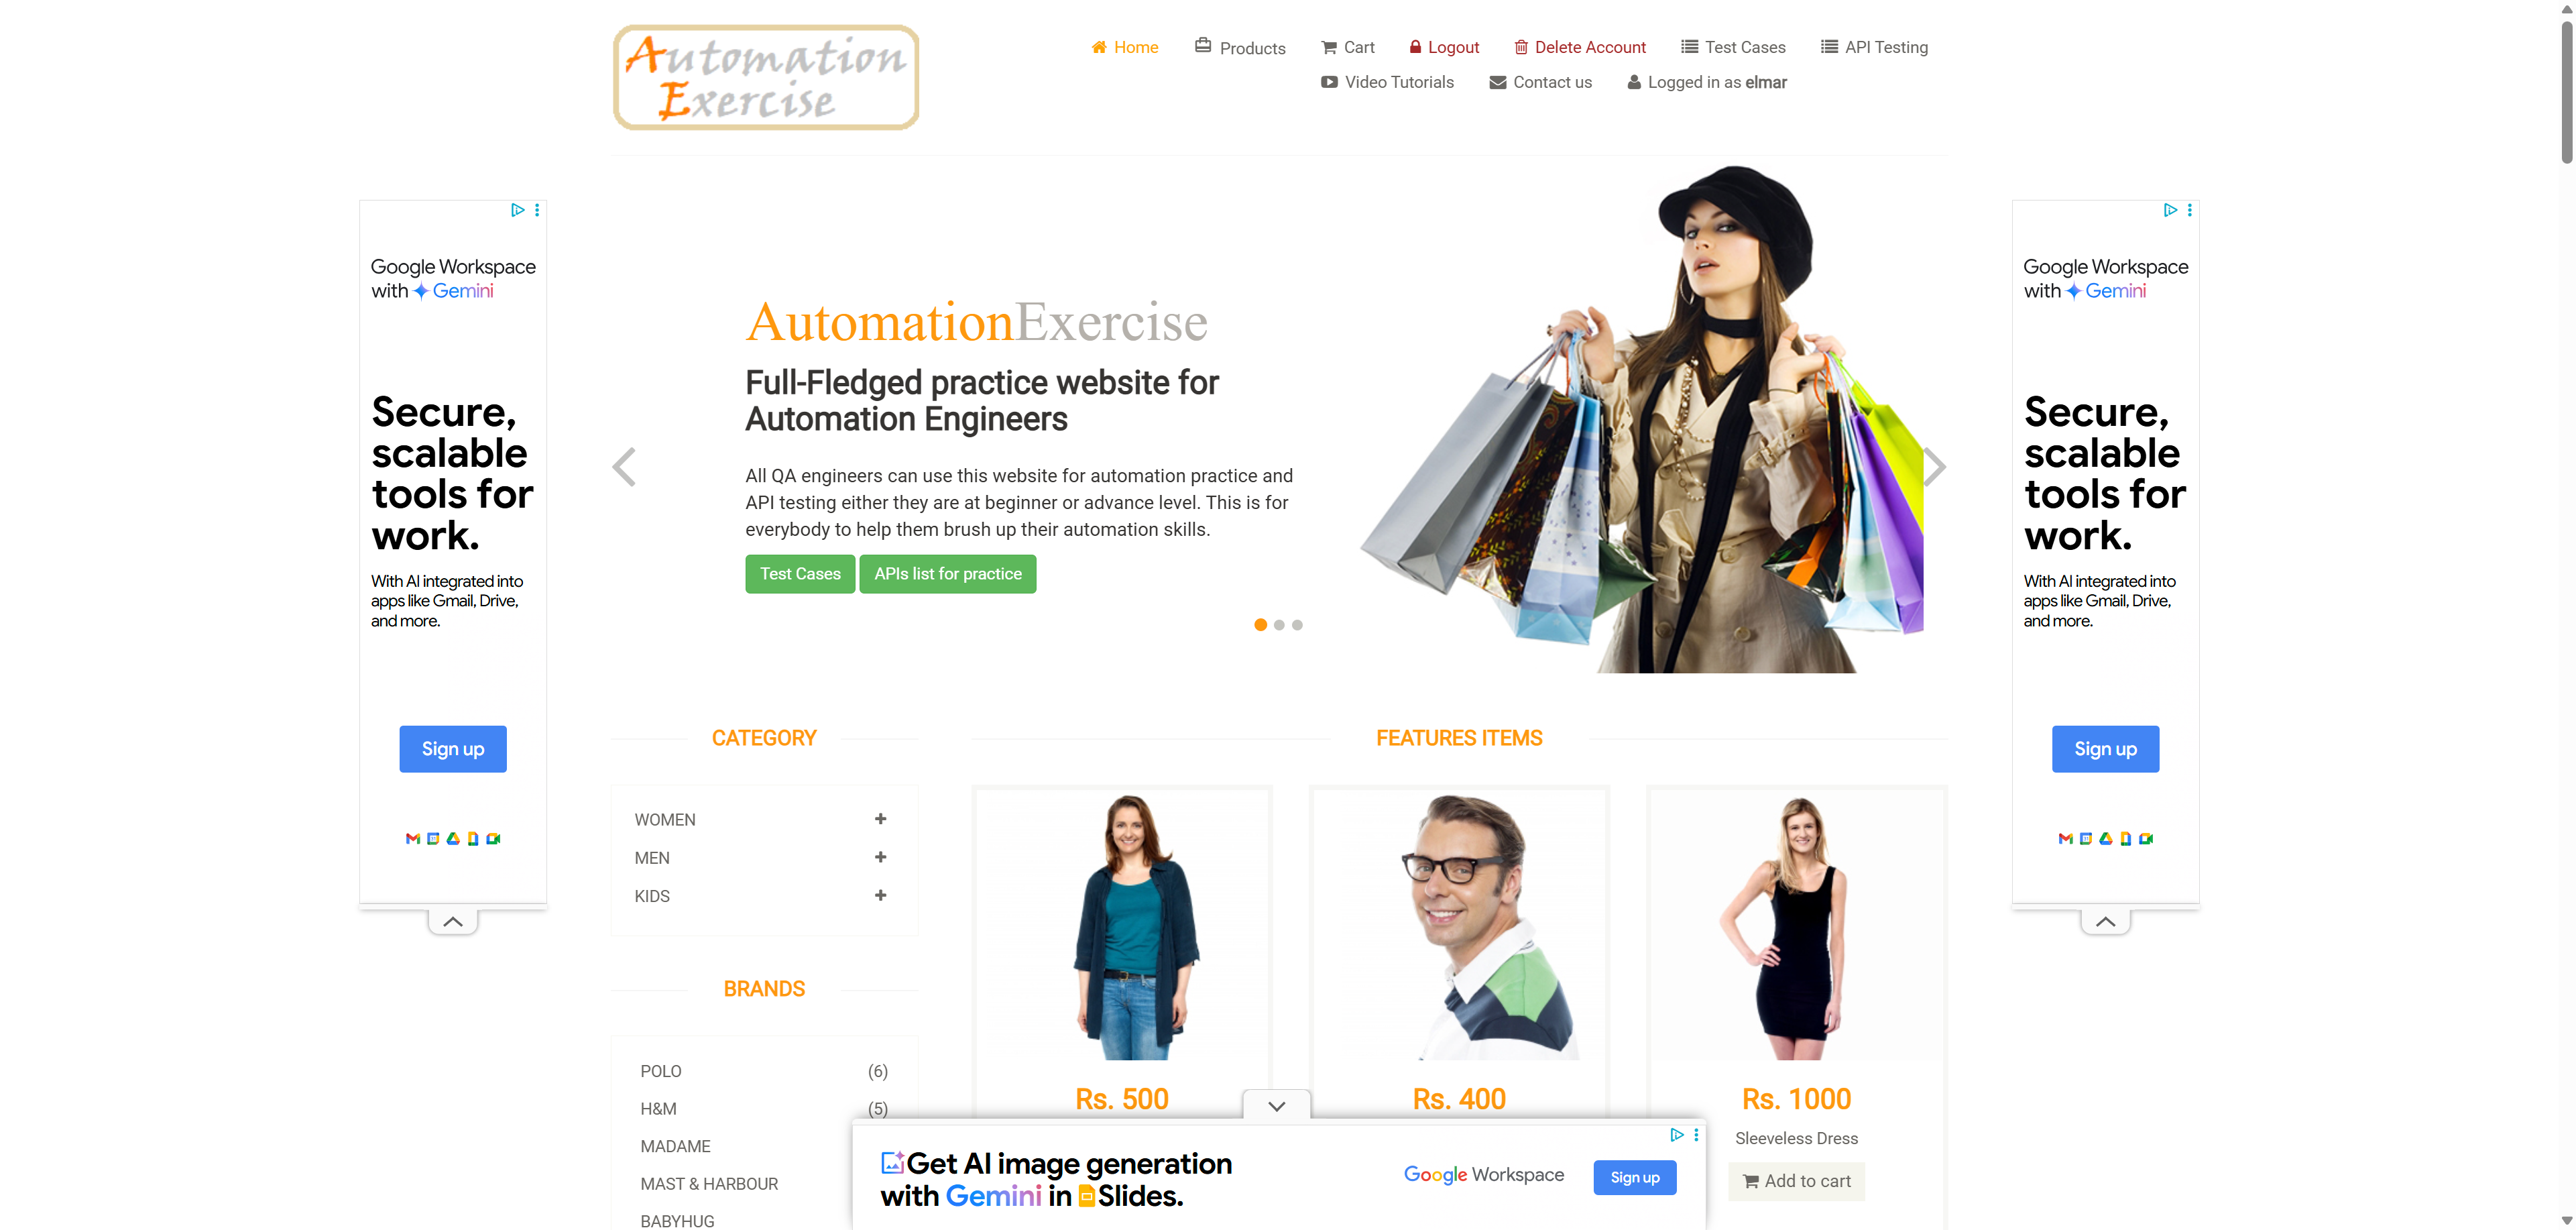 Automation
Exercise
Home
Products
Cart
Logout
Delete Account
Test Cases
API Testing
Video Tutorials
Contact us
Logged in as elmar
Google Workspace
with Gemini
Secure,
scalable
tools for
work.
With AI integrated into
apps like Gmail, Drive,
and more.
Sign up
AutomationExercise
Full-Fledged practice website for
Automation Engineers
All QA engineers can use this website for automation practice and
API testing either they are at beginner or advance level. This is for
everybody to help them brush up their automation skills.
Test Cases
APIs list for practice
Google Workspace
with Gemini
Secure,
scalable
tools for
work.
With AI integrated into
apps like Gmail, Drive,
and more.
Sign up
CATEGORY
WOMEN
MEN
KIDS
BRANDS
POLO (6)
H&M (5)
MADAME
MAST & HARBOUR
BABYHUG
FEATURES ITEMS
Rs. 500
Rs. 400
Rs. 1000
Sleeveless Dress
Add to cart
Get AI image generation
with Gemini in Slides.
Google Workspace
Sign up